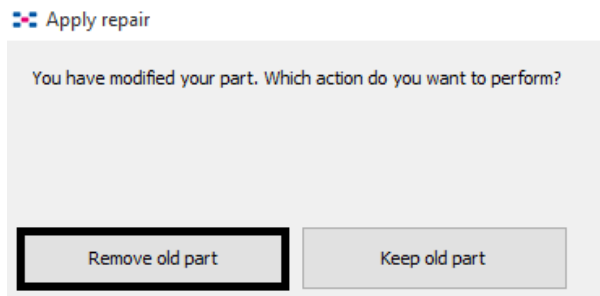 Apply repair
You have modified your part. Which action do you want to perform?
Remove old part
Keep old part